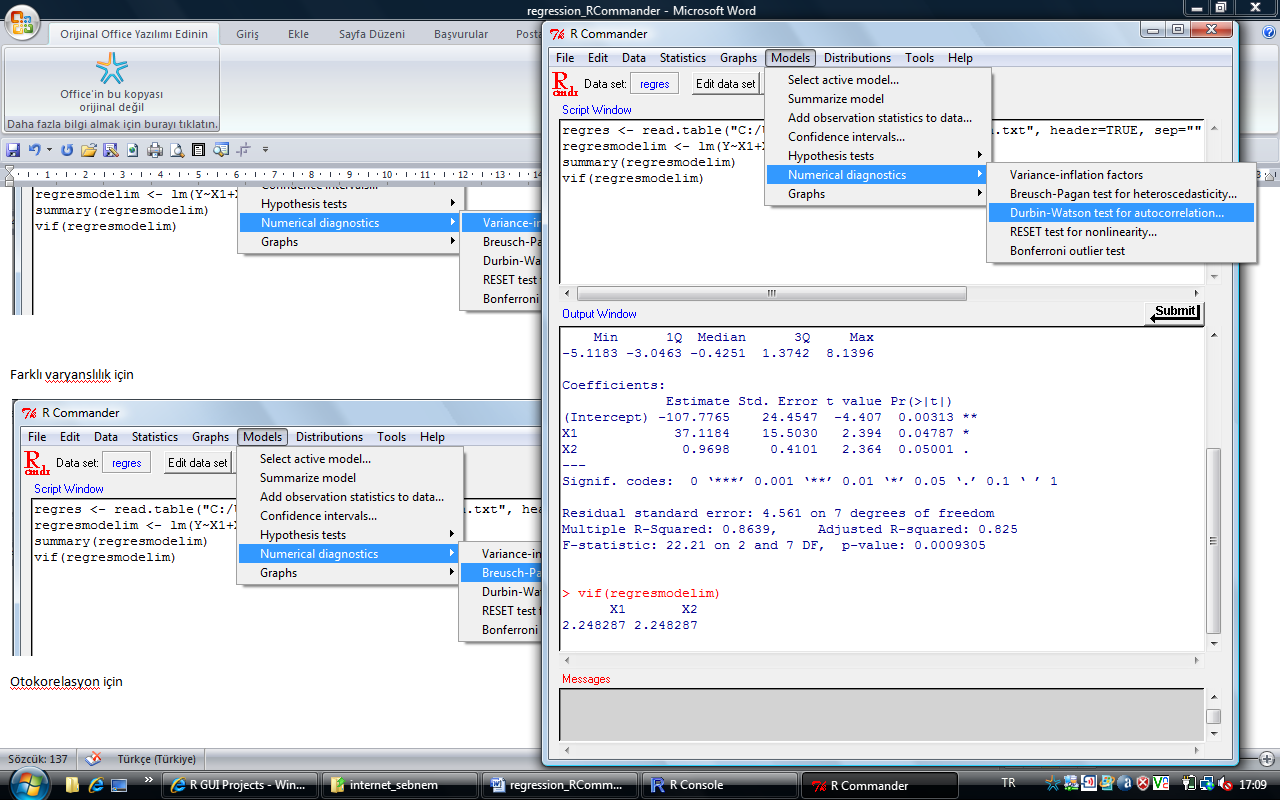 regression_RCommander - Microsoft Word
Orijinal Office Yazılımı Edinin
Giriş
Ekle
Sayfa Düzeni
Başvurular
Office'in bu kopyası
orijinal değil
Daha fazla bilgi almak için burayı tıklatın.
regresmodelim <- lm(Y~X1+X
summary(regresmodelim)
vif(regresmodelim)
Confidence intervals...
Hypothesis tests
Numerical diagnostics
Graphs
Variance-in
Breusch-Pa
Durbin-Wat
RESET test
Bonferroni
Farklı varyanslılık için
R Commander
File Edit Data Statistics Graphs Models Distributions Tools Help
R cmdr Data set: regres Edit data set
Script Window
regres <- read.table("C:/U
.txt", hea
regresmodelim <- lm(Y~X1+X
summary(regresmodelim)
vif(regresmodelim)
Select active model...
Summarize model
Add observation statistics to data...
Confidence intervals...
Hypothesis tests
Numerical diagnostics
Graphs
Variance-in
Breusch-Pa
Durbin-Wat
RESET test f
Bonferroni
Otokorelasyon için
R Commander
File Edit Data Statistics Graphs Models Distributions Tools Help
R cmdr Data set: regres Edit data set
Script Window
regres <- read.table("C:/U
.txt", header=TRUE, sep=""
regresmodelim <- lm(Y~X1+X
summary(regresmodelim)
vif(regresmodelim)
Select active model...
Summarize model
Add observation statistics to data...
Confidence intervals...
Hypothesis tests
Numerical diagnostics
Graphs
Variance-inflation factors
Breusch-Pagan test for heteroscedasticity...
Durbin-Watson test for autocorrelation...
RESET test for nonlinearity...
Bonferroni outlier test
Output Window
Submit
Min 1Q Median 3Q Max
-5.1183 -3.0463 -0.4251 1.3742 8.1396
Coefficients:
Estimate Std. Error t value Pr(>|t|)
(Intercept) -107.7765 24.4547 -4.407 0.00313 **
X1 37.1184 15.5030 2.394 0.04787 *
X2 0.9698 0.4101 2.364 0.05001 .
---
Signif. codes: 0 '***' 0.001 '**' 0.01 '*' 0.05 '.' 0.1 ' ' 1
Residual standard error: 4.561 on 7 degrees of freedom
Multiple R-Squared: 0.8639, Adjusted R-squared: 0.825
F-statistic: 22.21 on 2 and 7 DF, p-value: 0.0009305
> vif(regresmodelim)
X1 X2
2.248287 2.248287
Messages
Sözcük: 137
Türkçe (Türkiye)
R GUI Projects - Win...
internet_sebnem
regression_RComm...
R Console
R Commander
TR
17:09